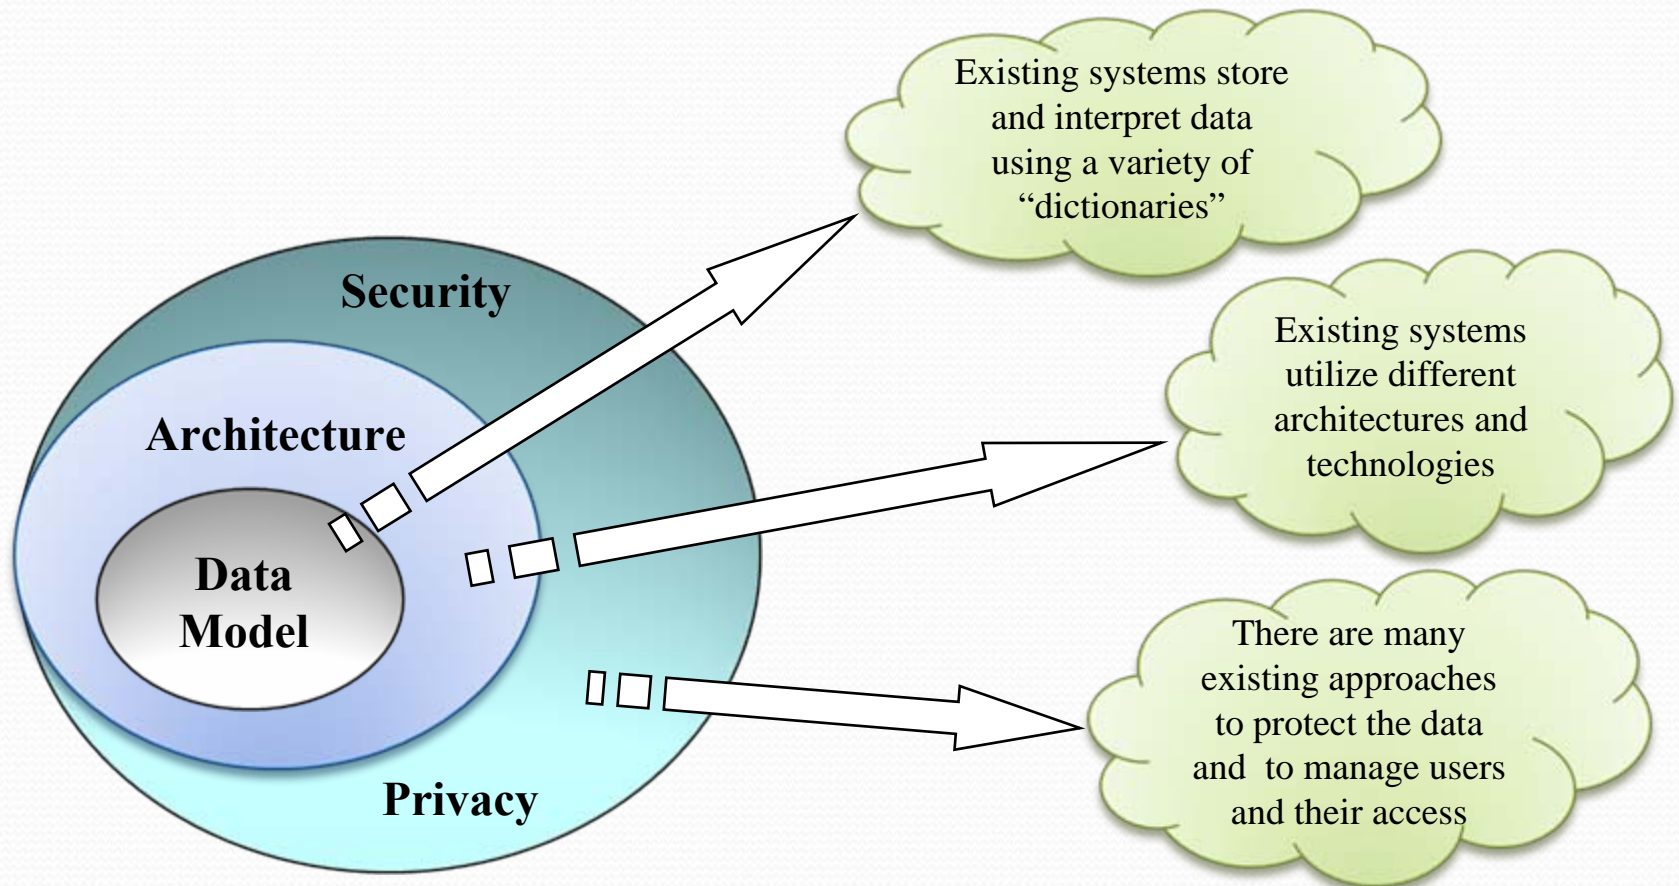 Security
Architecture
Data
Model
Privacy
Existing systems store
and interpret data
using a variety of
“dictionaries”
Existing systems
utilize different
architectures and
technologies
There are many
existing approaches
to protect the data
and  to manage users
and their access